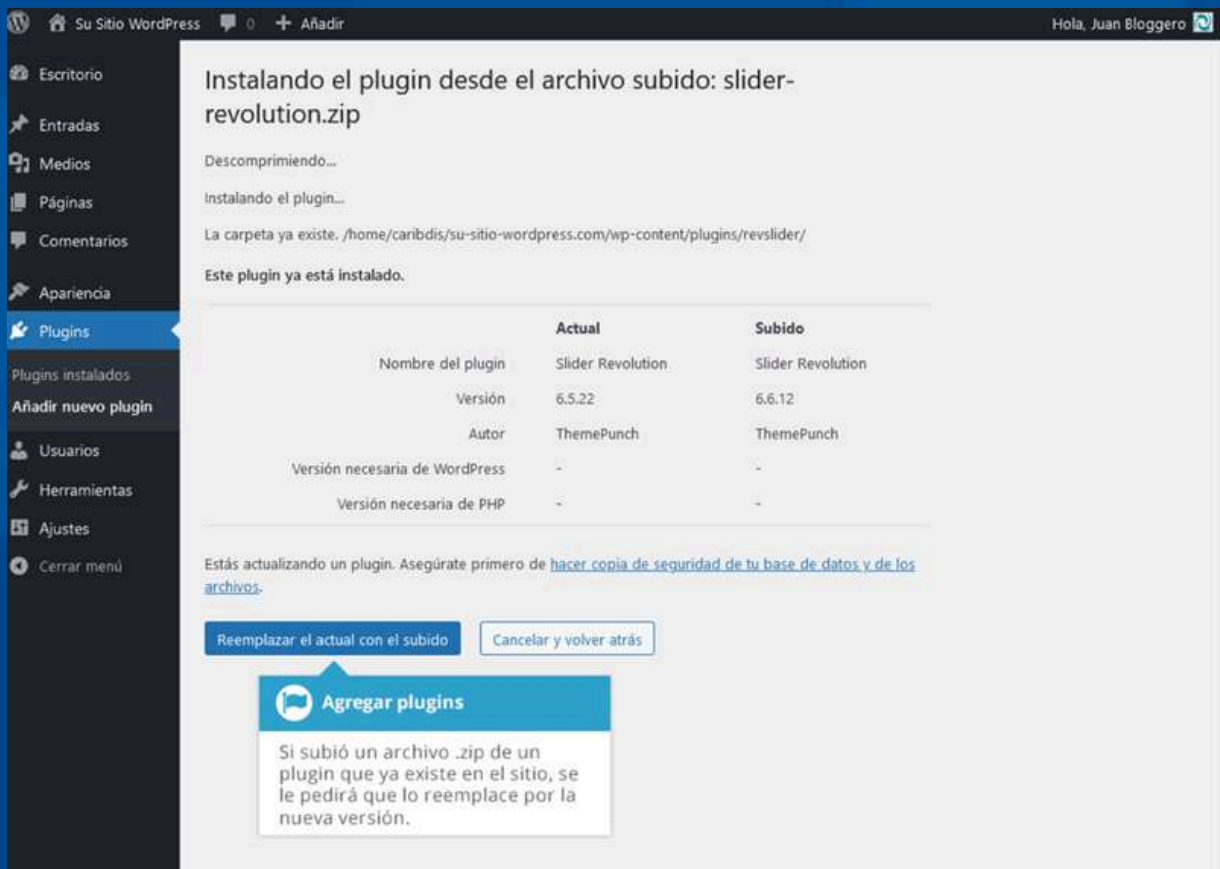 Su Sitio WordPress 0 + Añadir Hola, Juan Bloggero
Escritorio
Entradas
Medios
Páginas
Comentarios
Apariencia
Plugins
Plugins instalados
Añadir nuevo plugin
Usuarios
Herramientas
Ajustes
Cerrar menú
Instalando el plugin desde el archivo subido: slider-
revolution.zip
Descomprimiendo...
Instalando el plugin...
La carpeta ya existe. /home/caribdis/su-sitio-wordpress.com/wp-content/plugins/revslider/
Este plugin ya está instalado.
Actual Subido
Nombre del plugin Slider Revolution Slider Revolution
Versión 6.5.22 6.6.12
Autor ThemePunch ThemePunch
Versión necesaria de WordPress - -
Versión necesaria de PHP - -
Estás actualizando un plugin. Asegúrate primero de hacer copia de seguridad de tu base de datos y de los
archivos.
Reemplazar el actual con el subido Cancelar y volver atrás
Agregar plugins
Si subió un archivo .zip de un
plugin que ya existe en el sitio, se
le pedirá que lo reemplace por la
nueva versión.